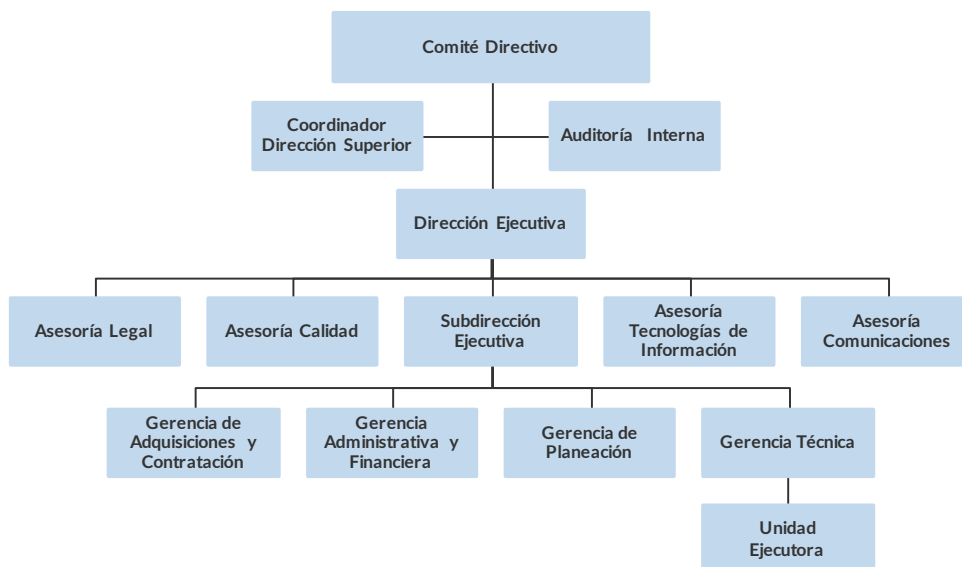 Comité Directivo
Coordinador
Dirección Superior
Auditoría Interna
Dirección Ejecutiva
Asesoría Legal
Asesoría Calidad
Subdirección
Ejecutiva
Asesoría
Tecnologías de
Información
Asesoría
Comunicaciones
Gerencia de
Adquisiciones y
Contratación
Gerencia
Administrativa y
Financiera
Gerencia de
Planeación
Gerencia Técnica
Unidad
Ejecutora